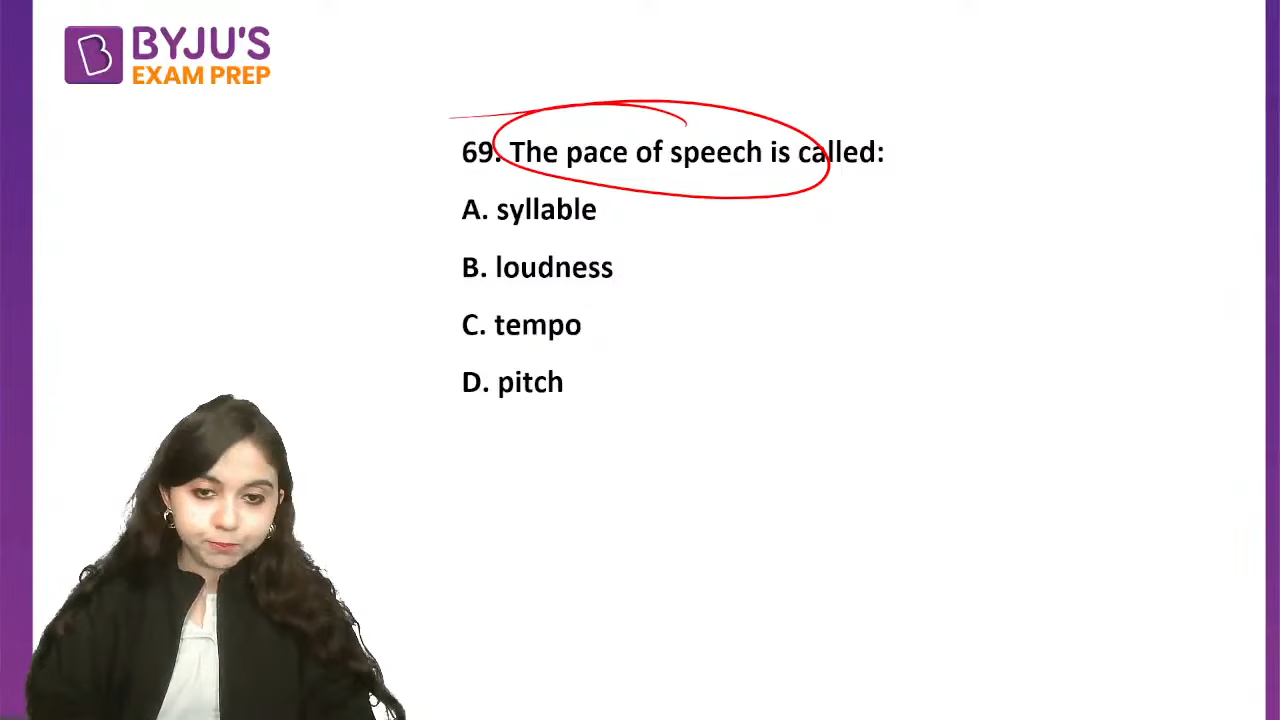 BYJU'S
EXAM PREP
69. The pace of speech is called:
A. syllable
B. loudness
C. tempo
D. pitch